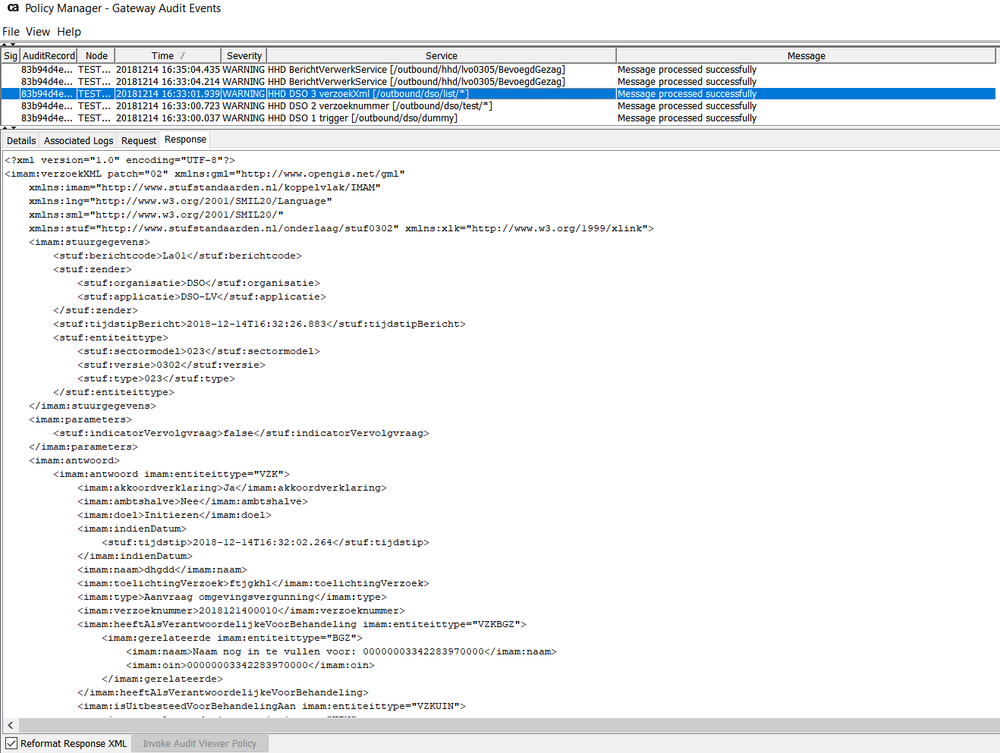 ca Policy Manager - Gateway Audit Events
File View Help
Sig AuditRecord Node Time Severity Service Message
83b94d4e... TEST... 20181214 16:35:04.435 WARNING HHD BerichtVerwerkService [/outbound/hhd/lvo0305/BevoegdGezag] Message processed successfully
83b94d4e... TEST... 20181214 16:33:04.214 WARNING HHD BerichtVerwerkService [/outbound/hhd/lvo0305/BevoegdGezag] Message processed successfully
83b94d4e... TEST... 20181214 16:33:01.939 WARNING HHD DSO 3 verzoekXml [/outbound/dso/list/*] Message processed successfully
83b94d4e... TEST... 20181214 16:33:00.723 WARNING HHD DSO 2 verzoeknummer [/outbound/dso/test/*] Message processed successfully
83b94d4e... TEST... 20181214 16:33:00.037 WARNING HHD DSO 1 trigger [/outbound/dso/dummy] Message processed successfully
Details Associated Logs Request Response
<?xml version="1.0" encoding="UTF-8"?>
<imam:verzoekXML patch="02" xmlns:gml="http://www.opengis.net/gml"
xmlns:imam="http://www.stufstandaarden.nl/koppelvlak/IMAM"
xmlns:lng="http://www.w3.org/2001/SMIL20/Language"
xmlns:sml="http://www.w3.org/2001/SMIL20/"
xmlns:stuf="http://www.stufstandaarden.nl/onderlaag/stuf0302" xmlns:xlk="http://www.w3.org/1999/xlink">
<imam:stuurgegevens>
<stuf:berichtcode>La01</stuf:berichtcode>
<stuf:zender>
<stuf:organisatie>DSO</stuf:organisatie>
<stuf:applicatie>DSO-LV</stuf:applicatie>
</stuf:zender>
<stuf:tijdstipBericht>2018-12-14T16:32:26.883</stuf:tijdstipBericht>
<stuf:entiteittype>
<stuf:sectormodel>023</stuf:sectormodel>
<stuf:versie>0302</stuf:versie>
<stuf:type>023</stuf:type>
</stuf:entiteittype>
</imam:stuurgegevens>
<imam:parameters>
<stuf:indicatorVervolgvraag>false</stuf:indicatorVervolgvraag>
</imam:parameters>
<imam:antwoord>
<imam:antwoord imam:entiteittype="VZK">
<imam:akkoordverklaring>Ja</imam:akkoordverklaring>
<imam:ambtshalve>Nee</imam:ambtshalve>
<imam:doel>Initieren</imam:doel>
<imam:indienDatum>
<stuf:tijdstip>2018-12-14T16:32:02.264</stuf:tijdstip>
</imam:indienDatum>
<imam:naam>dhgdd</imam:naam>
<imam:toelichtingVerzoek>ftjgkhl</imam:toelichtingVerzoek>
<imam:type>Aanvraag omgevingsvergunning</imam:type>
<imam:verzoeknummer>2018121400010</imam:verzoeknummer>
<imam:heeftAlsVerantwoordelijkeVoorBehandeling imam:entiteittype="VZKBGZ">
<imam:gerelateerde imam:entiteittype="BGZ">
<imam:naam>Naam nog in te vullen voor: 00000003342283970000</imam:naam>
<imam:oin>00000003342283970000</imam:oin>
</imam:gerelateerde>
</imam:heeftAlsVerantwoordelijkeVoorBehandeling>
<imam:isUitbesteedVoorBehandelingAan imam:entiteittype="VZKUIN">
Reformat Response XML Invoke Audit Viewer Policy